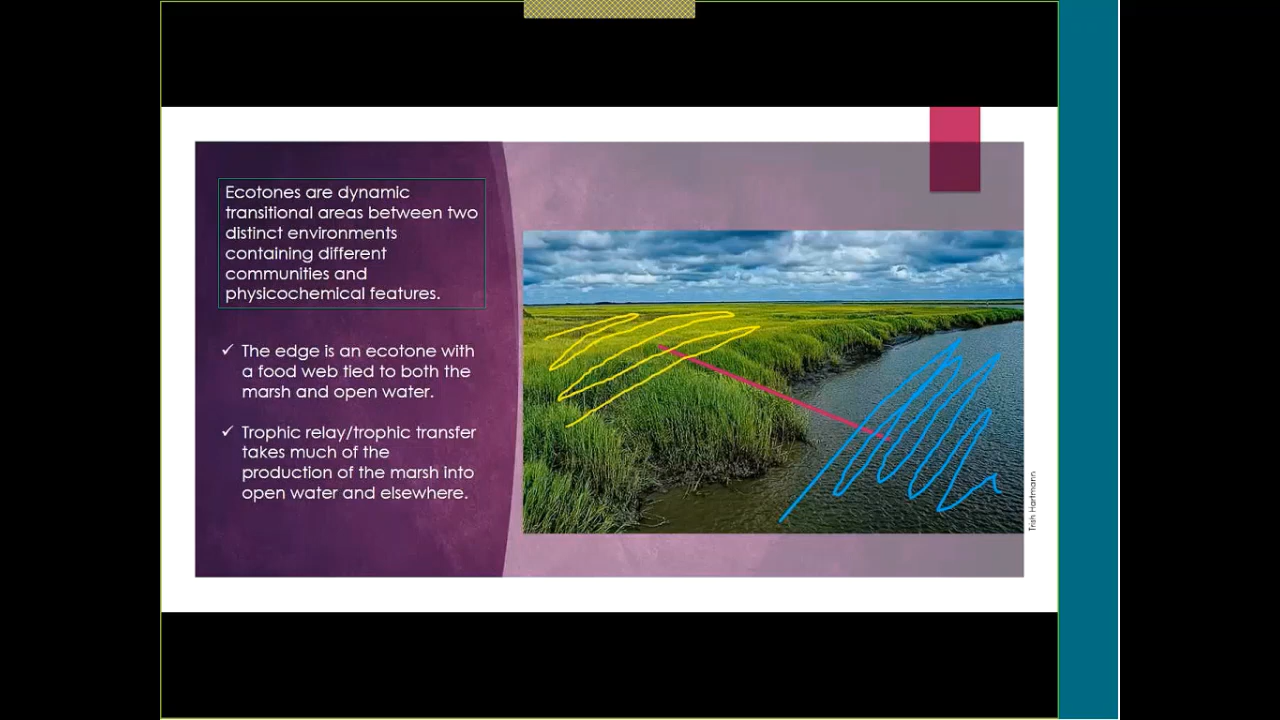 Ecotones are dynamic
transitional areas between two
distinct environments
containing different
communities and
physicochemical features.
✓ The edge is an ecotone with
a food web tied to both the
marsh and open water.
✓ Trophic relay/trophic transfer
takes much of the
production of the marsh into
open water and elsewhere.
Trish Hartmann